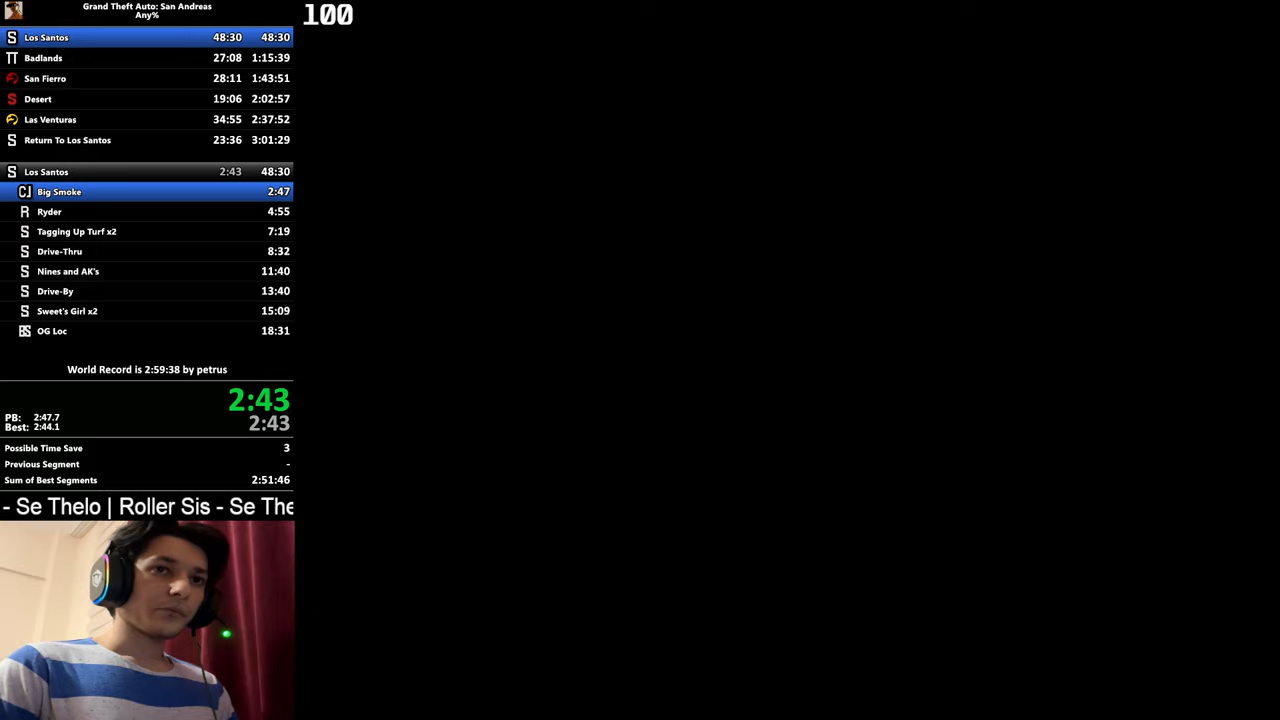 Grand Theft Auto: San Andreas
Any%
100
S Los Santos 48:30 48:30
Badlands 27:08 1:15:39
San Fierro 28:11 1:43:51
S Desert 19:06 2:02:57
Las Venturas 34:55 2:37:52
S Return To Los Santos 23:36 3:01:29
S Los Santos 2:43 48:30
CJ Big Smoke 2:47
R Ryder 4:55
S Tagging Up Turf x2 7:19
S Drive-Thru 8:32
S Nines and AK's 11:40
S Drive-By 13:40
S Sweet's Girl x2 15:09
BS OG Loc 18:31
World Record is 2:59:38 by petrus
2:43
PB: 2:47.7
Best: 2:44.1
2:43
Possible Time Save 3
Previous Segment -
Sum of Best Segments 2:51:46
- Se Thelo | Roller Sis - Se The